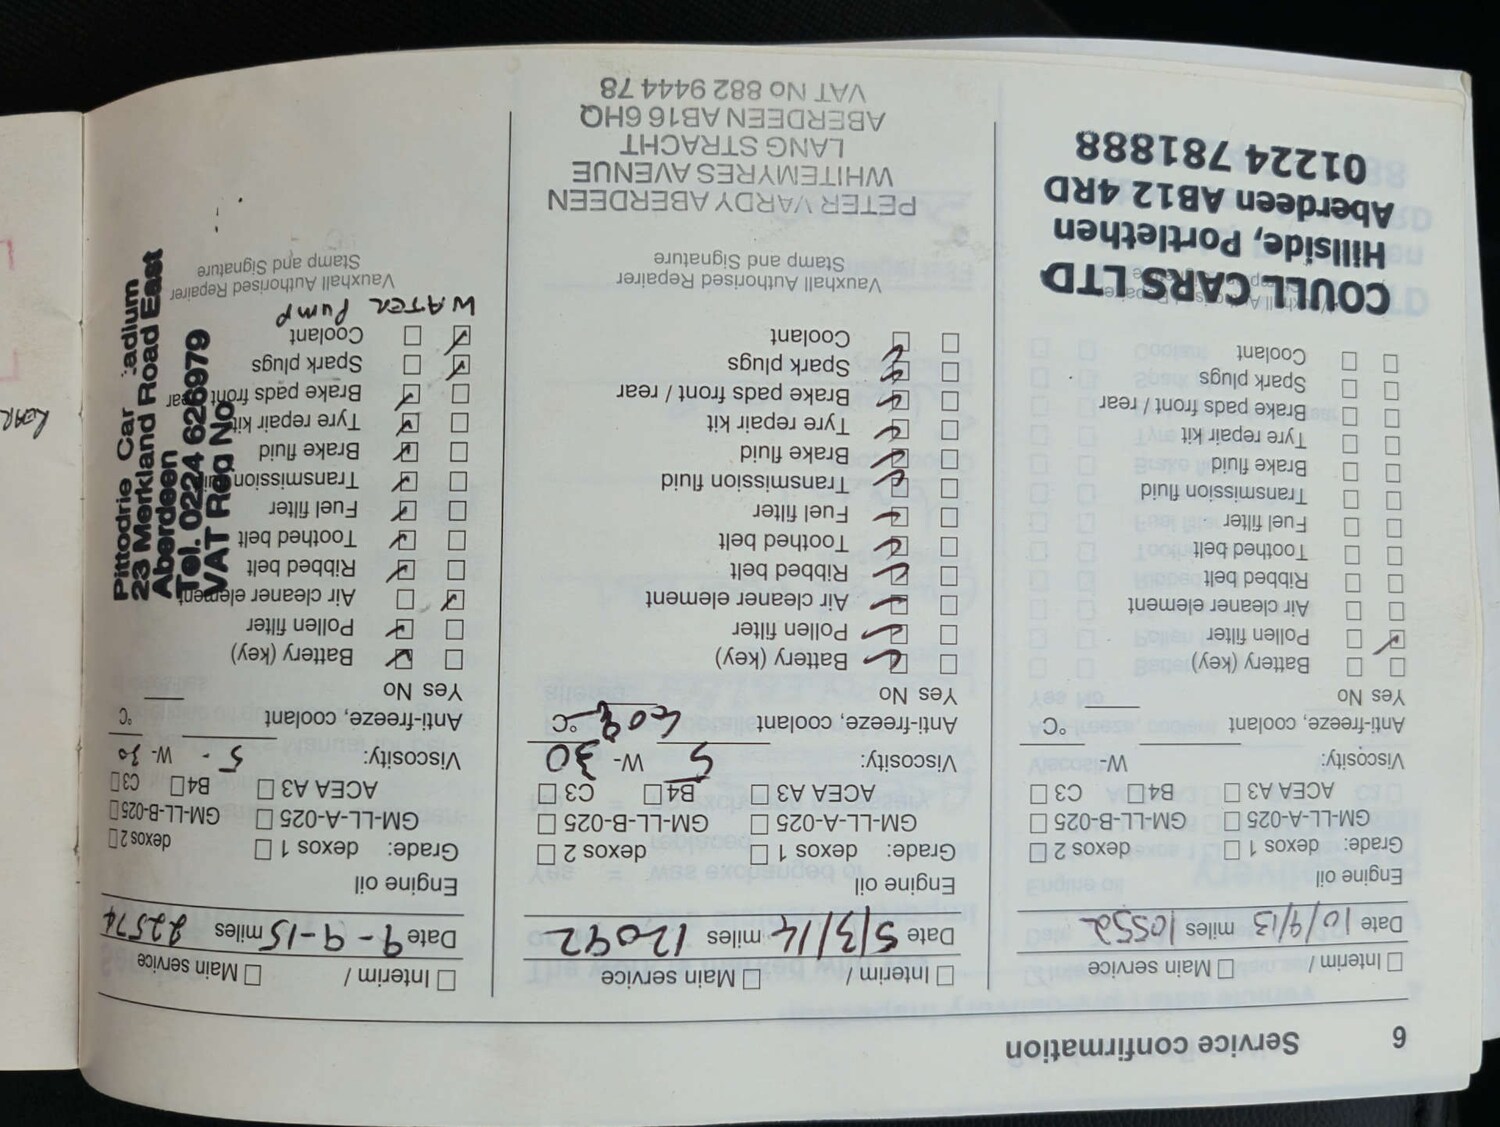 6 Service confirmation
Interim / Main service
Date 10/9/13 miles 10552
Engine oil
Grade: dexos 1 dexos 2
GM-LL-A-025 GM-LL-B-025
ACEA A3 B4 C3
Viscosity: W-
Anti-freeze, coolant °C
Yes No
Battery (key)
Pollen filter
Air cleaner element
Ribbed belt
Toothed belt
Fuel filter
Transmission fluid
Brake fluid
Tyre repair kit
Brake pads front / rear
Spark plugs
Coolant
COULL CARS LTD
Hillside, Portlethen
Aberdeen AB12 4RD
01224 781888
Interim / Main service
Date 5/3/14 miles 12092
Engine oil
Grade: dexos 1 dexos 2
GM-LL-A-025 GM-LL-B-025
ACEA A3 B4 C3
Viscosity: 5 W- 30
Anti-freeze, coolant °C
Yes No
Battery (key)
Pollen filter
Air cleaner element
Ribbed belt
Toothed belt
Fuel filter
Transmission fluid
Brake fluid
Tyre repair kit
Brake pads front / rear
Spark plugs
Coolant
Vauxhall Authorised Repairer
Stamp and Signature
PETER VARDY ABERDEEN
WHITEMYRES AVENUE
LANG STRACHT
ABERDEEN AB16 6HQ
VAT No 882 9444 78
Interim / Main service
Date 9-9-15 miles 22574
Engine oil
Grade: dexos 1 dexos 2
GM-LL-A-025 GM-LL-B-025
ACEA A3 B4 C3
Viscosity: 5 - W- 30
Anti-freeze, coolant °C
Yes No
Battery (key)
Pollen filter
Air cleaner element
Ribbed belt
Toothed belt
Fuel filter
Transmission
Brake fluid
Tyre repair kit
Brake pads front rear
Spark plugs
Coolant
WATER PUMP
Vauxhall Authorised Repairer
Stamp and Signature
Pittodrie Car
23 Merkland Road East
Aberdeen
Tel. 0224 626979
VAT Reg No
REAR